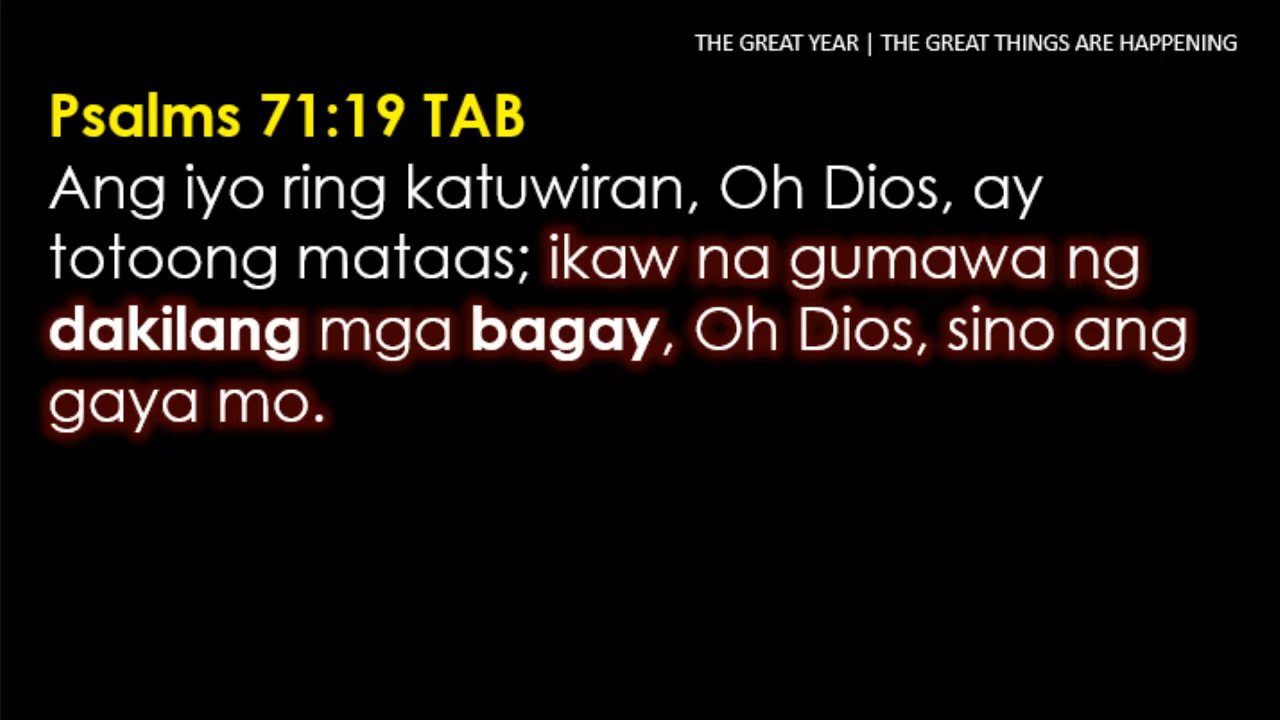 THE GREAT YEAR | THE GREAT THINGS ARE HAPPENING
Psalms 71:19 TAB
Ang iyo ring katuwiran, Oh Dios, ay
totoong mataas; ikaw na gumawa ng
dakilang mga bagay, Oh Dios, sino ang
gaya mo.